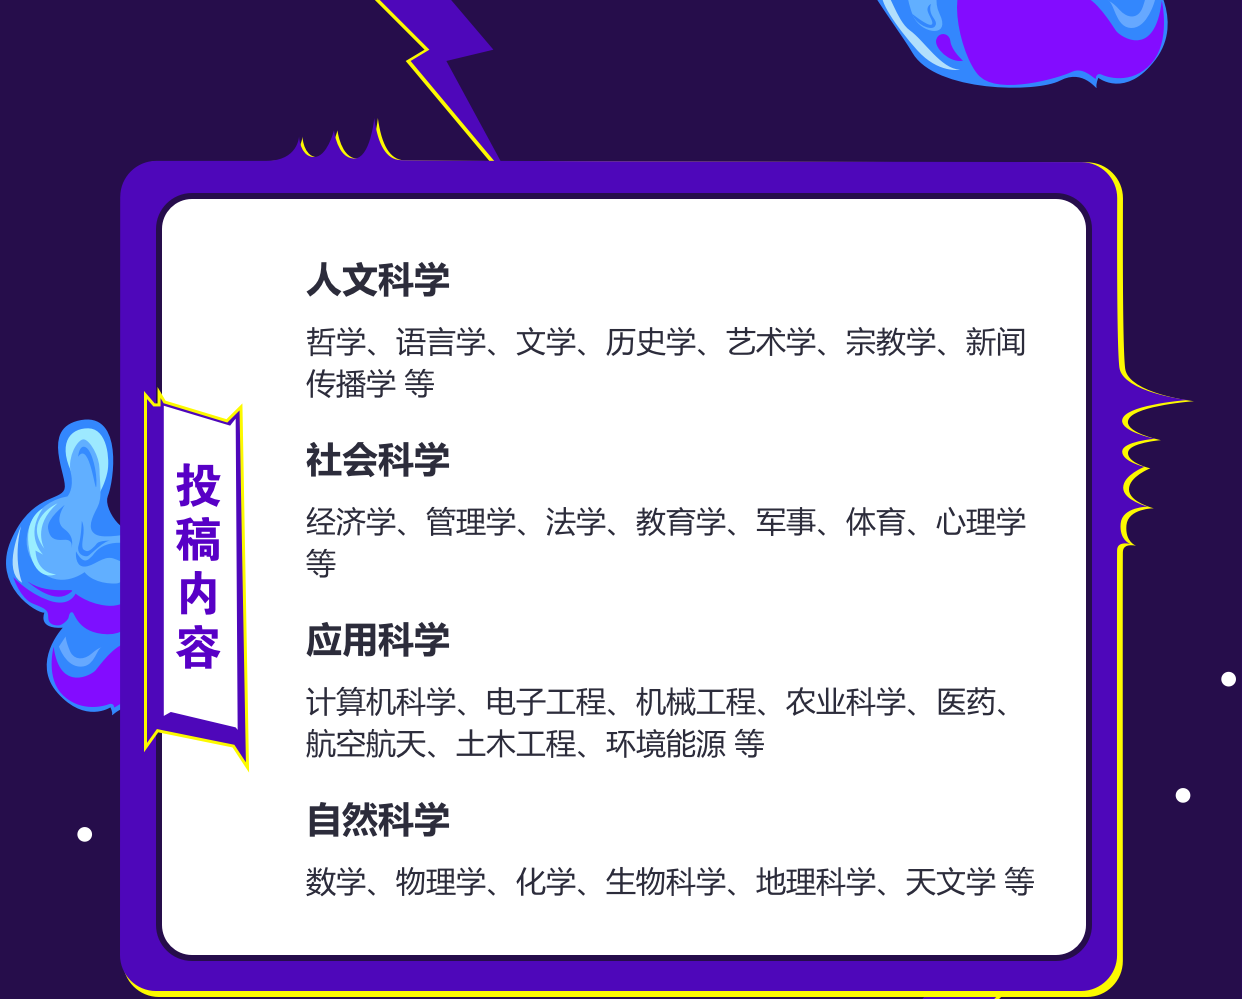 人文科学
哲学、语言学、文学、历史学、艺术学、宗教学、新闻
传播学 等
投稿内容
社会科学
经济学、管理学、法学、教育学、军事、体育、心理学
等
应用科学
计算机科学、电子工程、机械工程、农业科学、医药、
航空航天、土木工程、环境能源 等
自然科学
数学、物理学、化学、生物科学、地理科学、天文学 等